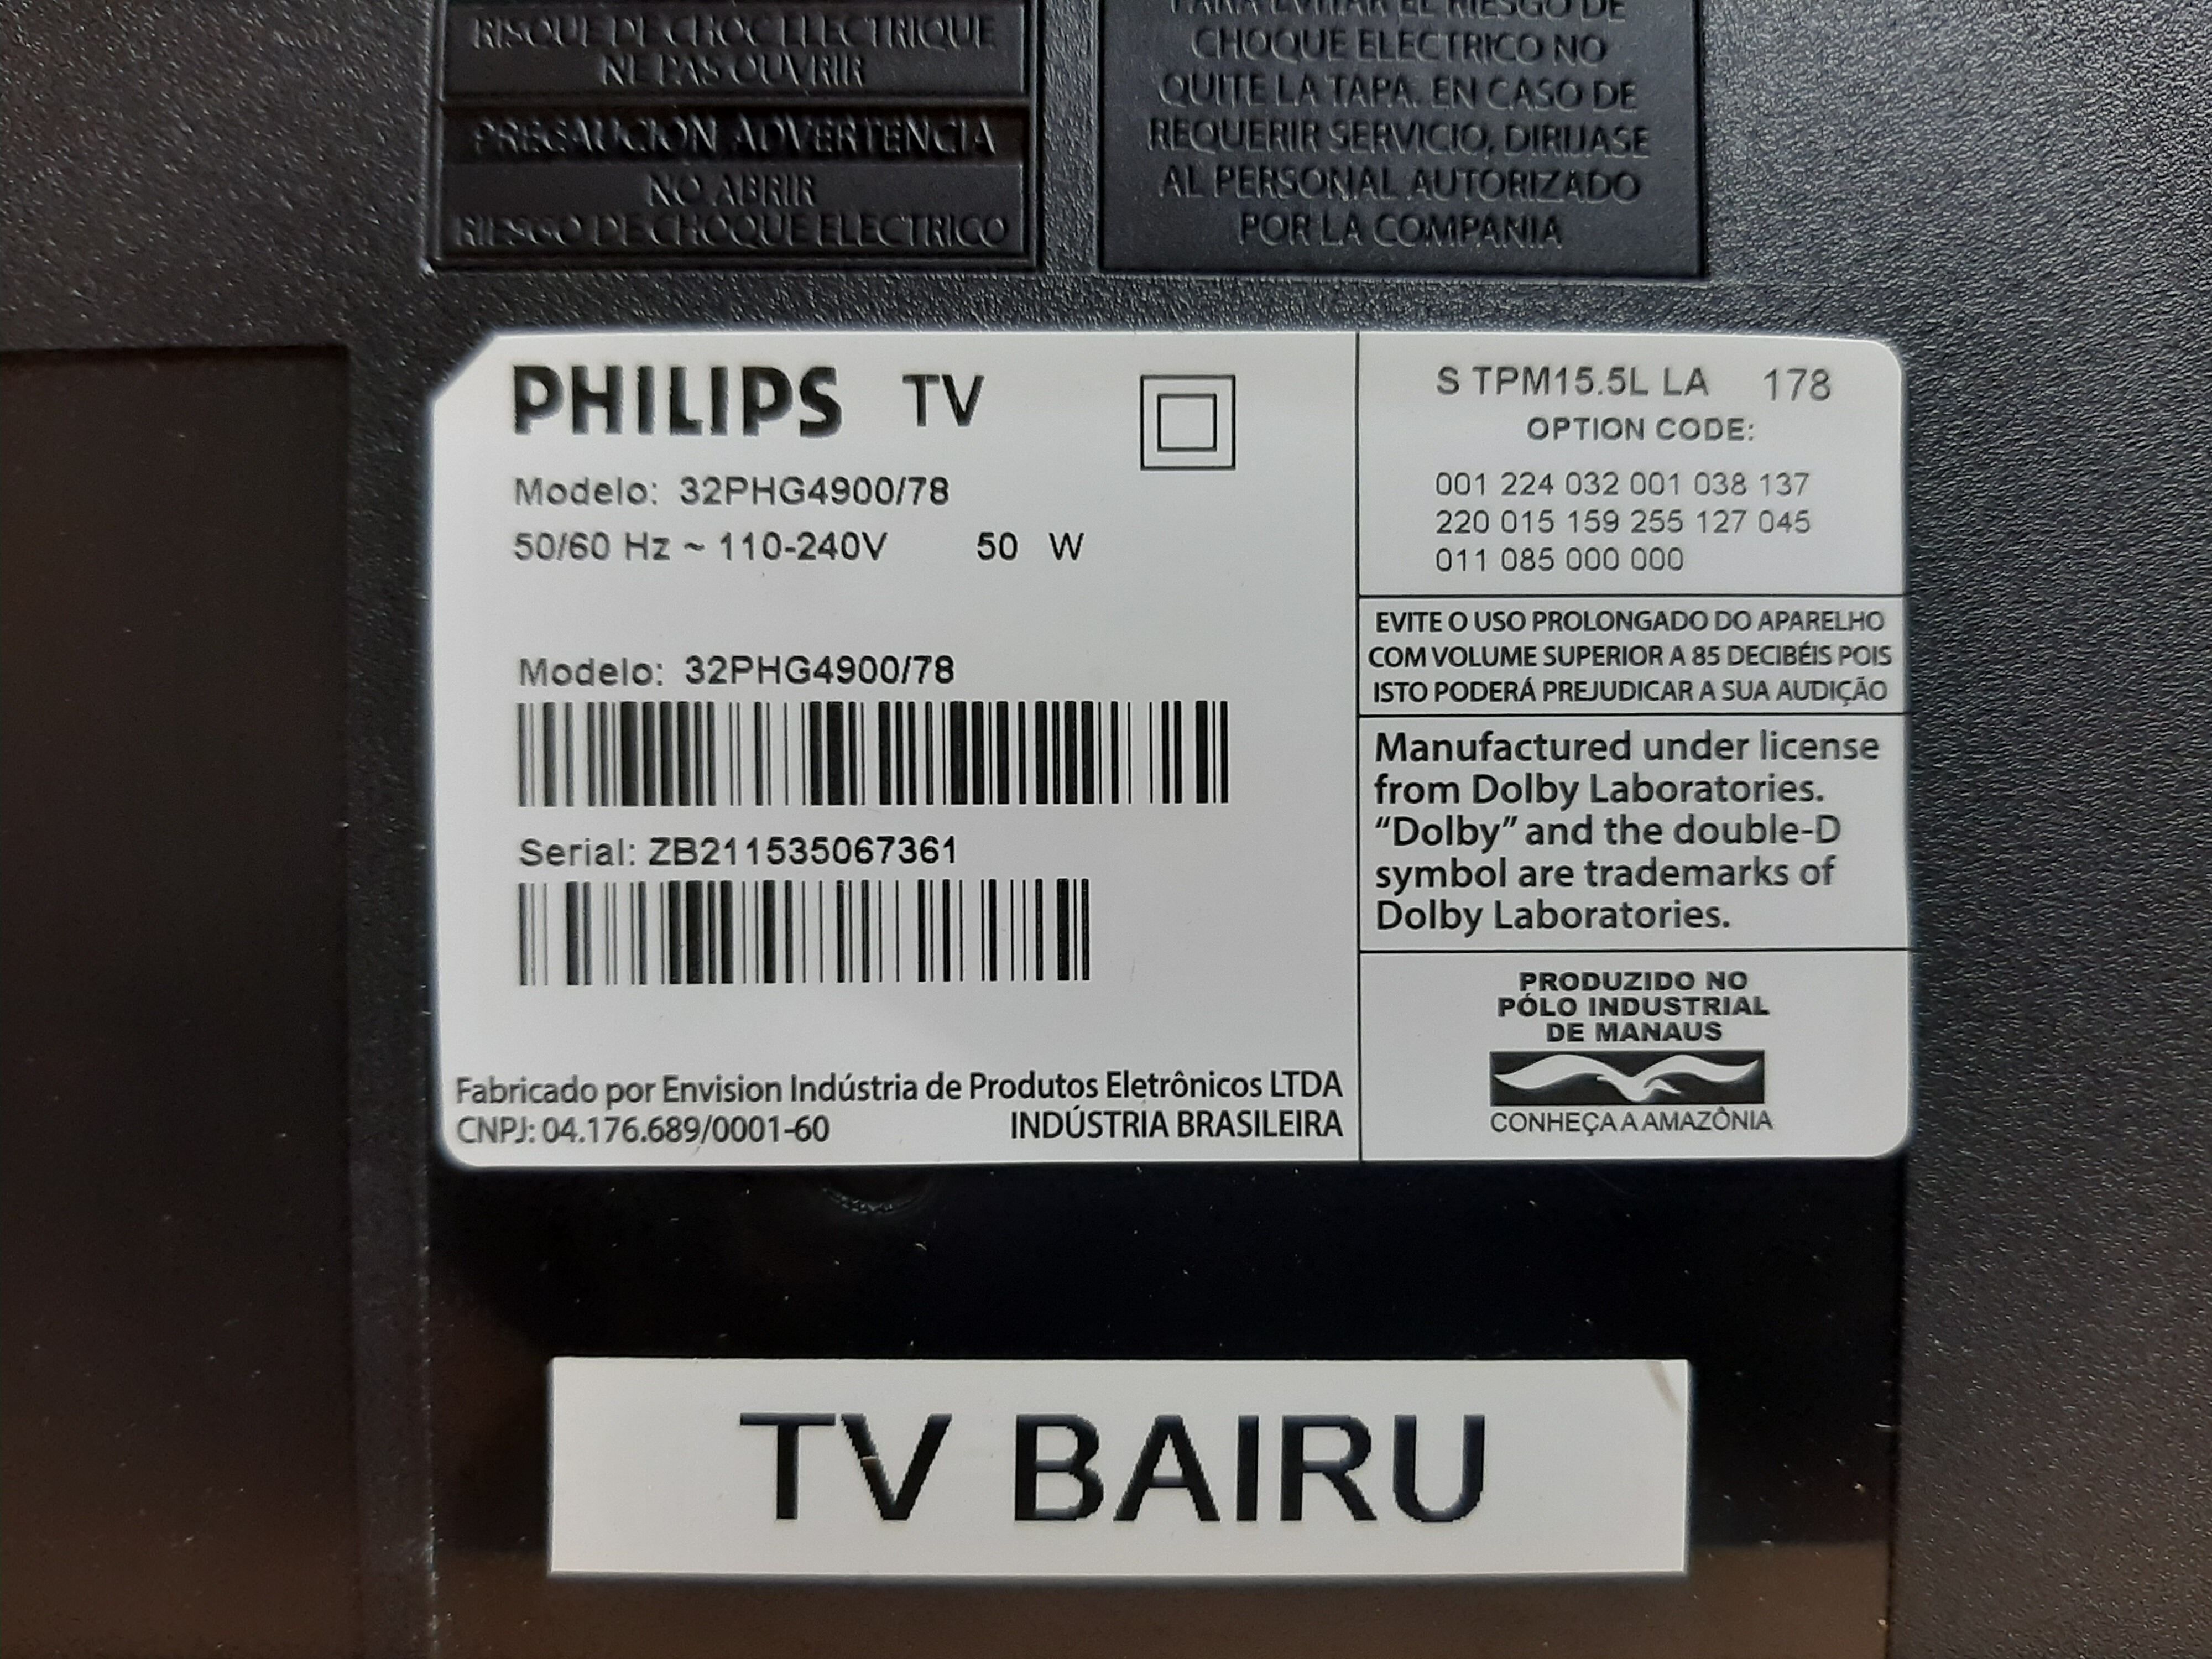 RISQUE DE CHOC ELECTRIQUE
NE PAS OUVRIR
PRECAUCION ADVERTENCIA
NO ABRIR
RIESGO DE CHOQUE ELECTRICO
PARA EVITAR EL RIESGO DE
CHOQUE ELECTRICO NO
QUITE LA TAPA. EN CASO DE
REQUERIR SERVICIO, DIRIJASE
AL PERSONAL AUTORIZADO
POR LA COMPANIA
PHILIPS TV
Modelo: 32PHG4900/78
50/60 Hz ~ 110-240V 50 W
Modelo: 32PHG4900/78
Serial: ZB211535067361
Fabricado por Envision Indústria de Produtos Eletrônicos LTDA
CNPJ: 04.176.689/0001-60 INDÚSTRIA BRASILEIRA
S TPM15.5L LA 178
OPTION CODE:
001 224 032 001 038 137
220 015 159 255 127 045
011 085 000 000
EVITE O USO PROLONGADO DO APARELHO
COM VOLUME SUPERIOR A 85 DECIBÉIS POIS
ISTO PODERÁ PREJUDICAR A SUA AUDIÇÃO
Manufactured under license
from Dolby Laboratories.
“Dolby” and the double-D
symbol are trademarks of
Dolby Laboratories.
PRODUZIDO NO
PÓLO INDUSTRIAL
DE MANAUS
CONHEÇA A AMAZÔNIA
TV BAIRU